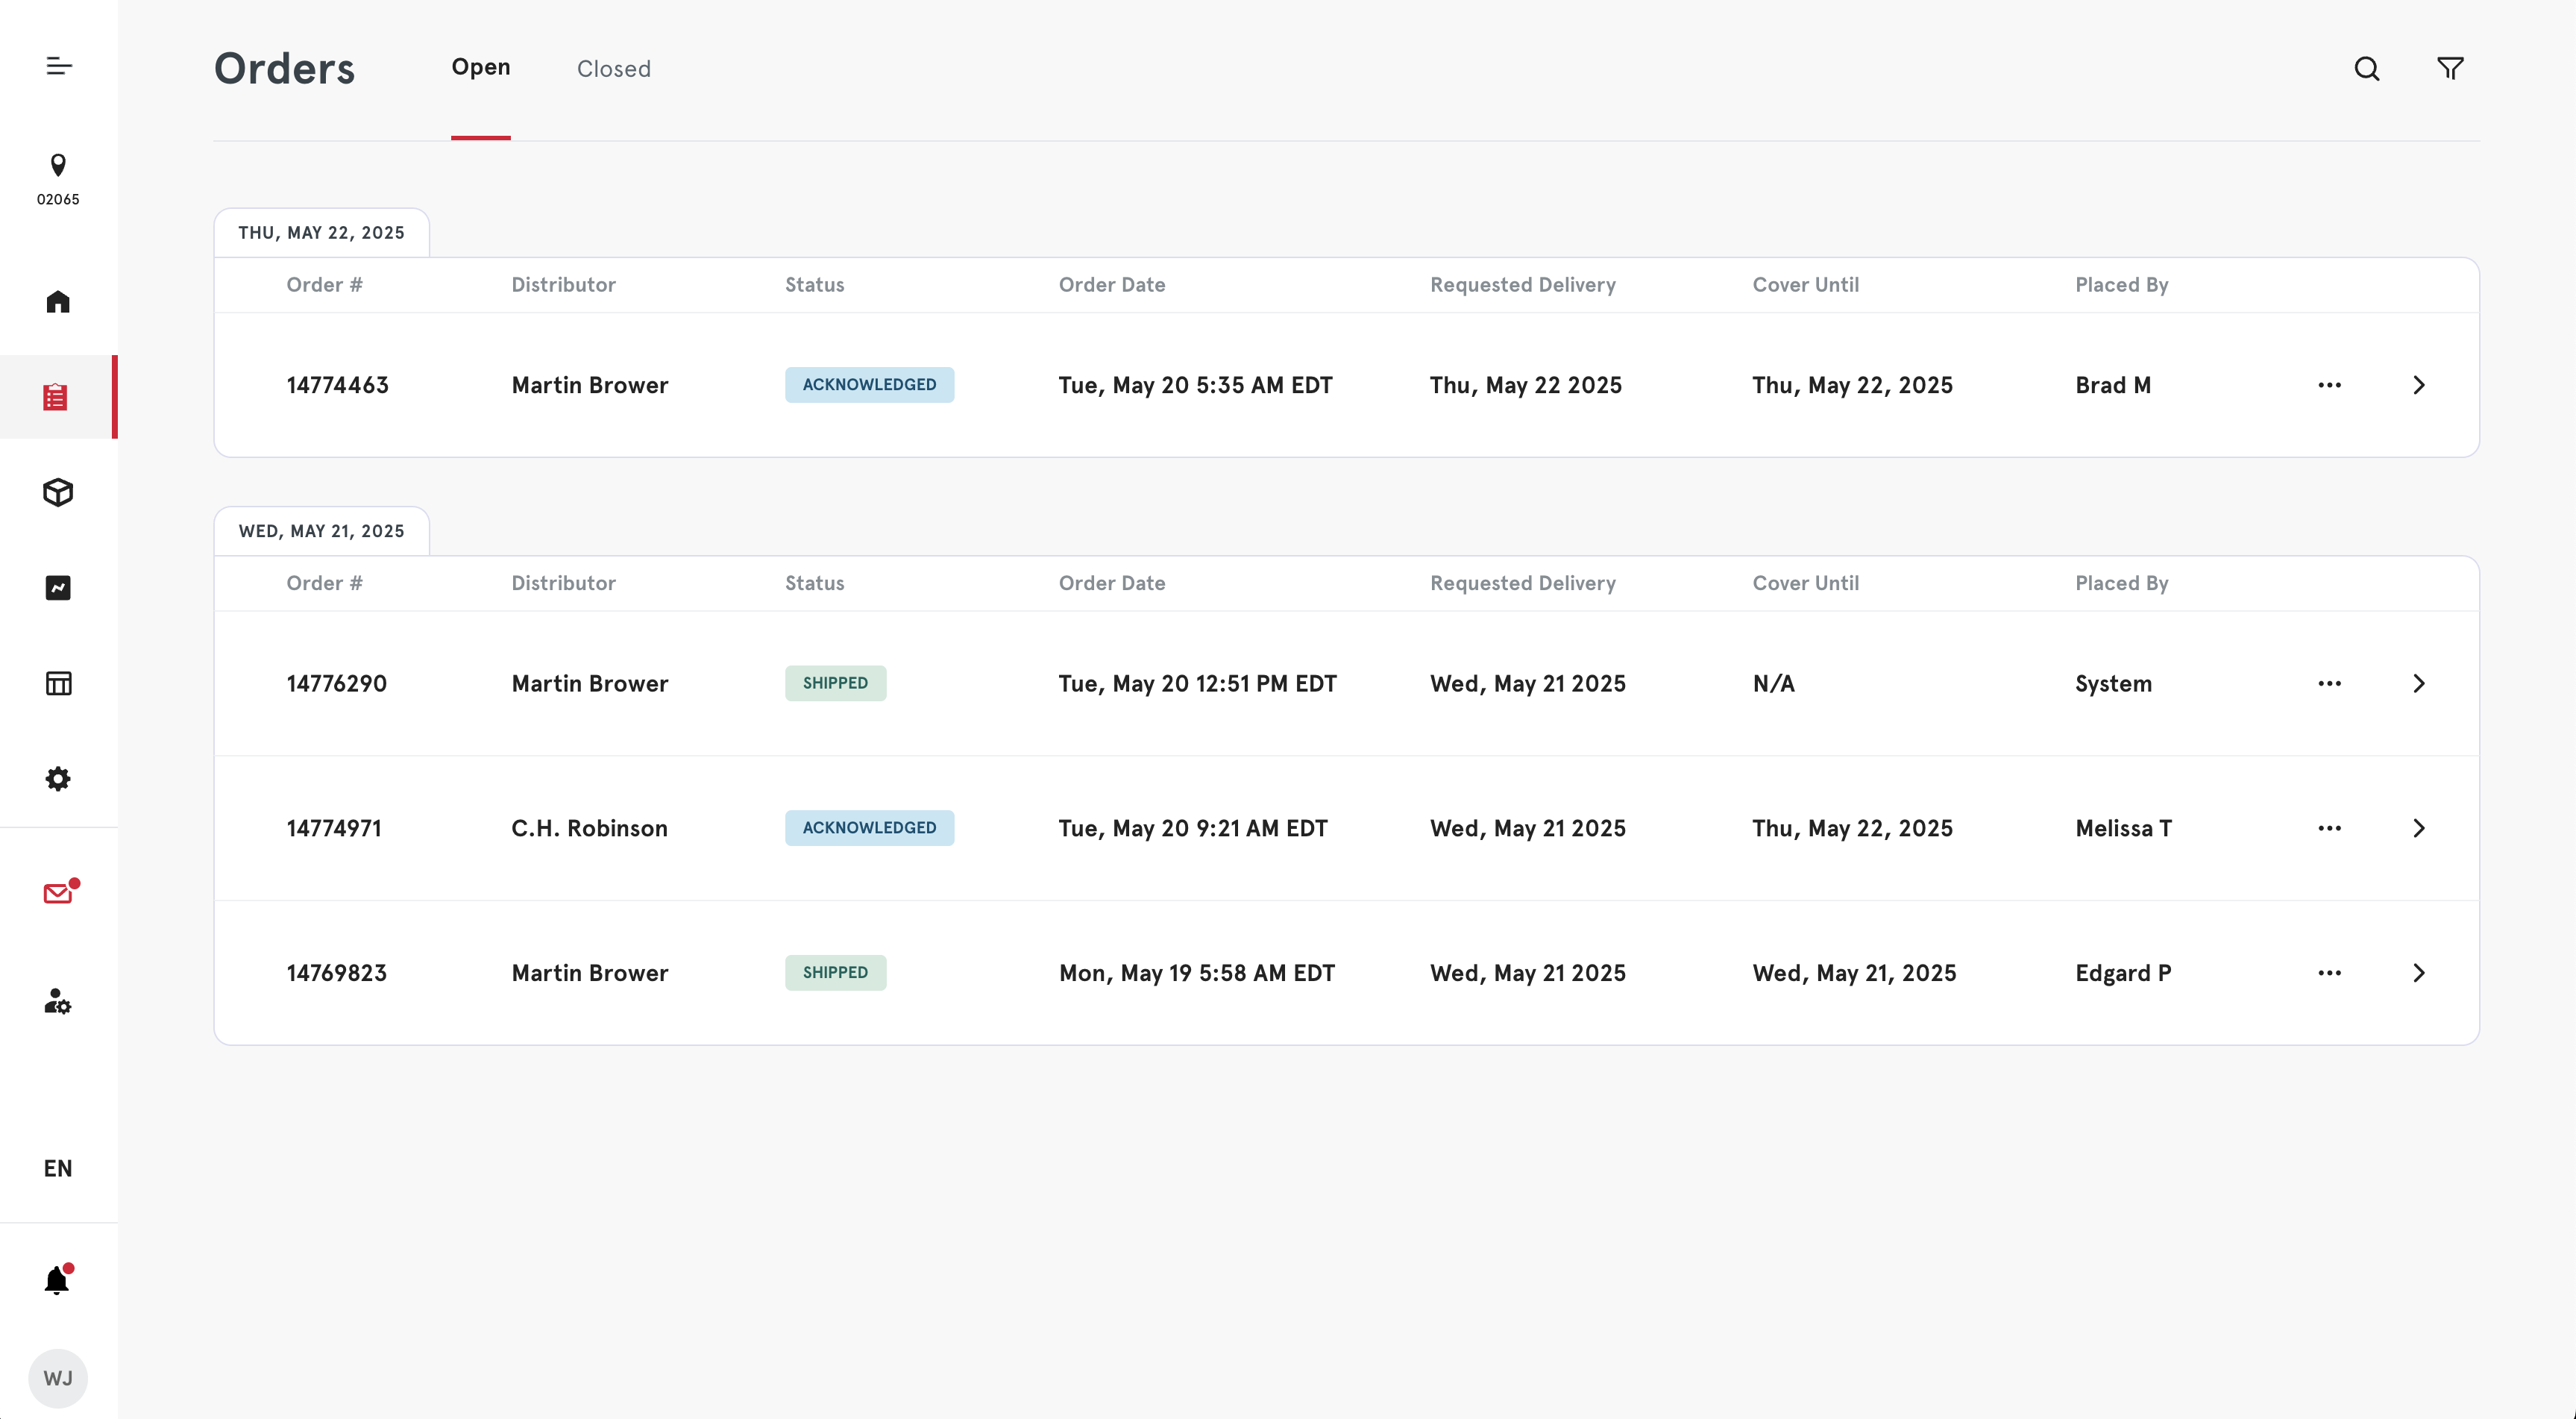 Orders Open Closed
02065
THU, MAY 22, 2025
Order # Distributor Status Order Date Requested Delivery Cover Until Placed By
14774463 Martin Brower ACKNOWLEDGED Tue, May 20 5:35 AM EDT Thu, May 22 2025 Thu, May 22, 2025 Brad M
WED, MAY 21, 2025
Order # Distributor Status Order Date Requested Delivery Cover Until Placed By
14776290 Martin Brower SHIPPED Tue, May 20 12:51 PM EDT Wed, May 21 2025 N/A System
14774971 C.H. Robinson ACKNOWLEDGED Tue, May 20 9:21 AM EDT Wed, May 21 2025 Thu, May 22, 2025 Melissa T
14769823 Martin Brower SHIPPED Mon, May 19 5:58 AM EDT Wed, May 21 2025 Wed, May 21, 2025 Edgard P
EN
WJ